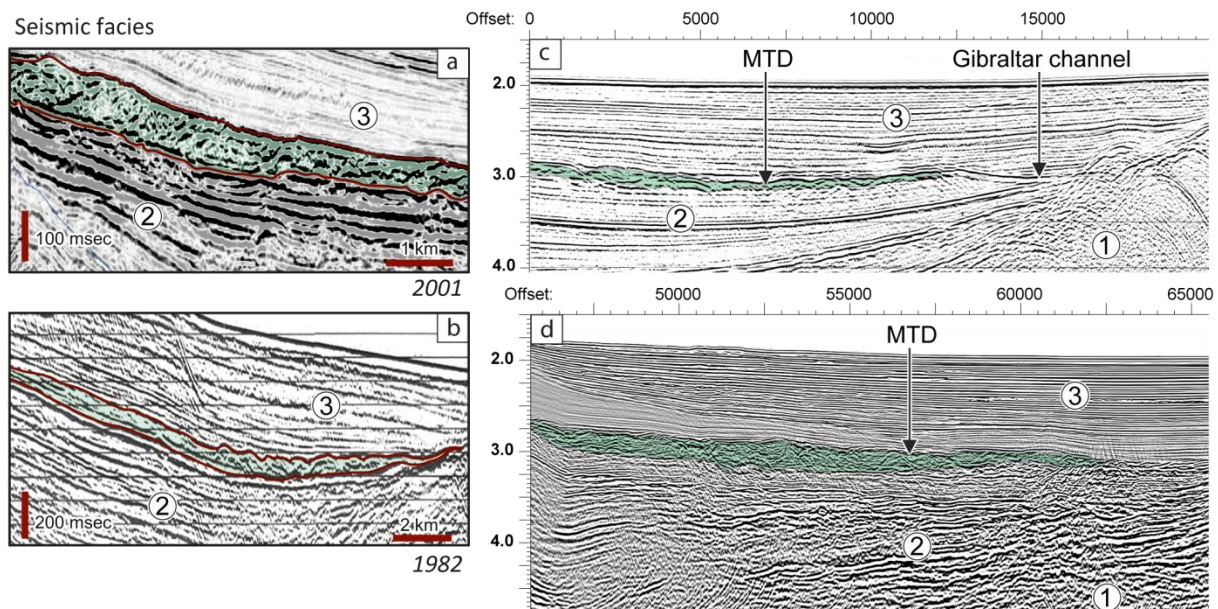 Seismic facies
a
③
②
100 msec
1 km
2001
b
③
②
200 msec
2 km
1982
Offset: 0 5000 10000 15000
c
MTD
Gibraltar channel
2.0
③
3.0
②
①
4.0
Offset: 50000 55000 60000 65000
d
MTD
2.0
③
3.0
②
4.0
①